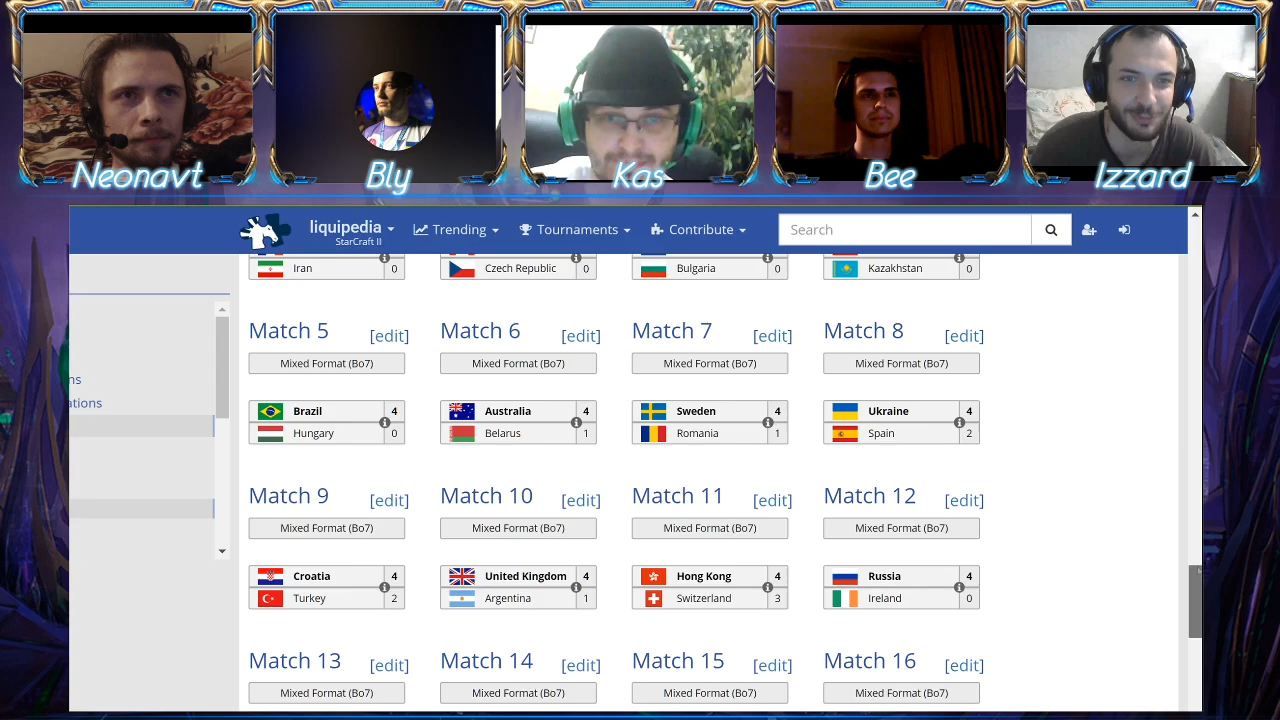 Neonavt Bly Kas Bee Izzard
liquipedia Trending Tournaments Contribute Search
StarCraft II
Iran 0 Czech Republic 0 Bulgaria 0 Kazakhstan 0
Match 5 [edit] Match 6 [edit] Match 7 [edit] Match 8 [edit]
Mixed Format (Bo7) Mixed Format (Bo7) Mixed Format (Bo7) Mixed Format (Bo7)
ns
ations
Brazil 4 Australia 4 Sweden 4 Ukraine 4
Hungary 0 Belarus 1 Romania 1 Spain 2
Match 9 [edit] Match 10 [edit] Match 11 [edit] Match 12 [edit]
Mixed Format (Bo7) Mixed Format (Bo7) Mixed Format (Bo7) Mixed Format (Bo7)
Croatia 4 United Kingdom 4 Hong Kong 4 Russia 4
Turkey 2 Argentina 1 Switzerland 3 Ireland 0
Match 13 [edit] Match 14 [edit] Match 15 [edit] Match 16 [edit]
Mixed Format (Bo7) Mixed Format (Bo7) Mixed Format (Bo7) Mixed Format (Bo7)